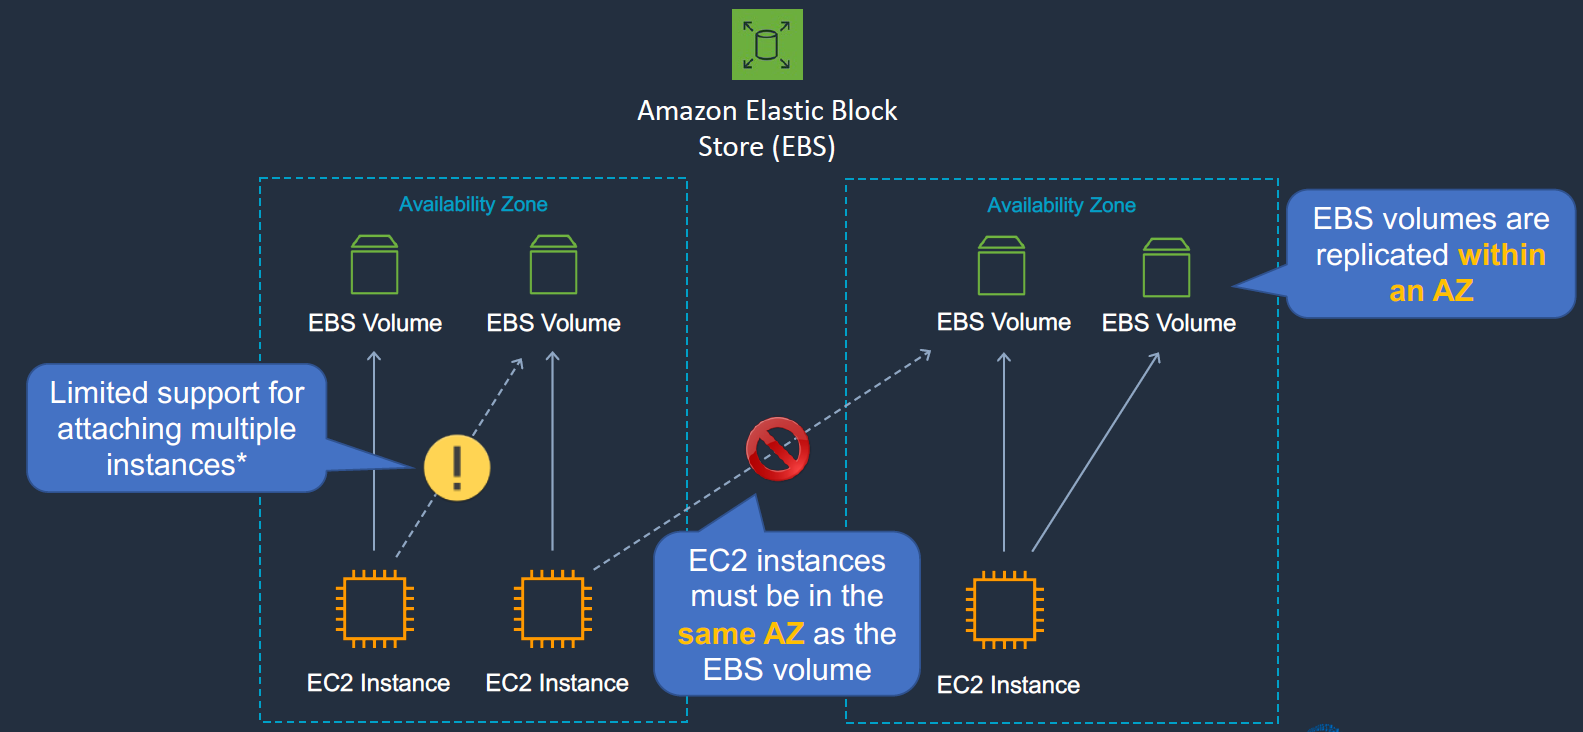 Amazon Elastic Block
Store (EBS)
Availability Zone
EBS Volume
EBS Volume
Limited support for
attaching multiple
instances*
!
EC2 Instance
EC2 Instance
EC2 instances
must be in the
same AZ as the
EBS volume
Availability Zone
EBS Volume
EBS Volume
EBS volumes are
replicated within
an AZ
EC2 Instance